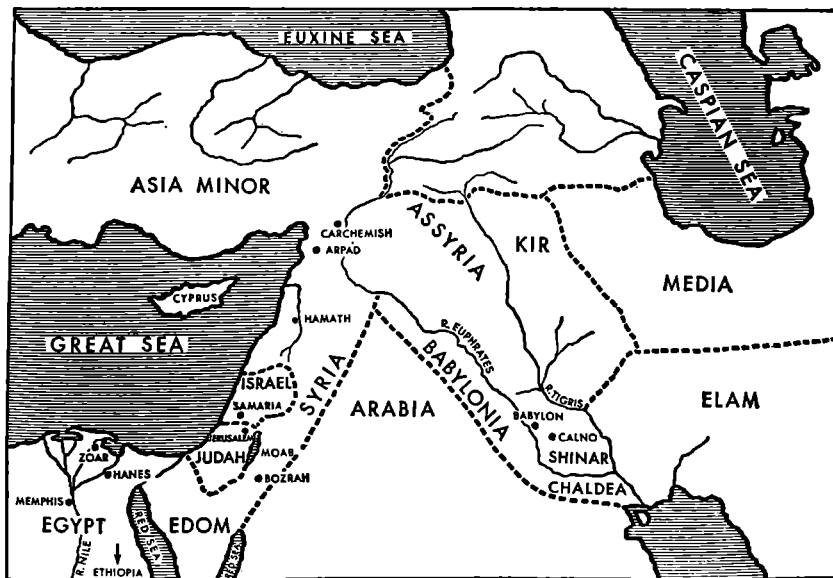 EUXINE SEA
CASPIAN SEA
ASIA MINOR
CARCHEMISH
ARPAD
ASSYRIA
KIR
MEDIA
CYPRUS
HAMATH
GREAT SEA
R. EUPHRATES
ISRAEL
SYRIA
BABYLONIA
R. TIGRIS
ELAM
SAMARIA
ARABIA
BABYLON
CALNO
JERUSALEM
ZOAR
JUDAH
MOAB
SHINAR
HANES
BOZRAH
CHALDEA
MEMPHIS
EGYPT
RED SEA
EDOM
RED SEA
R. NILE
ETHIOPIA